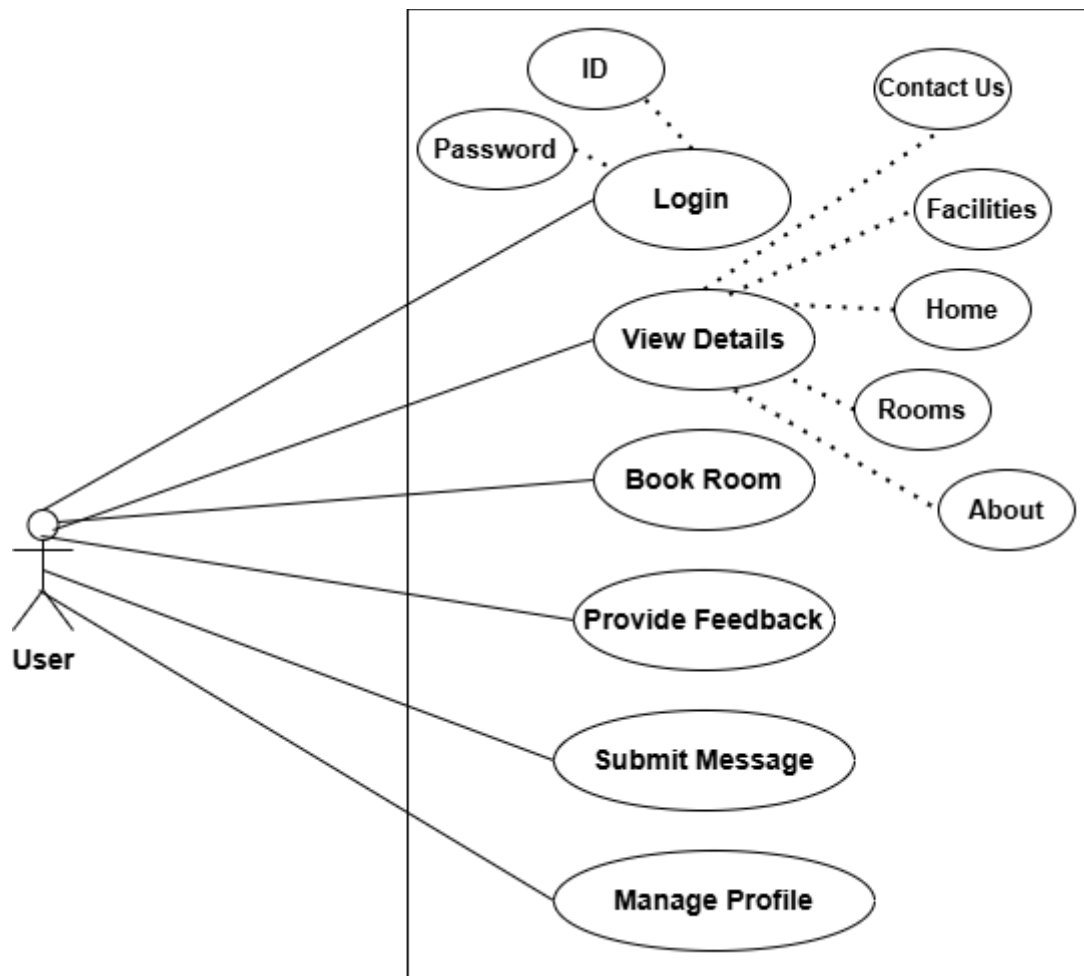 ID
Contact Us
Password
Login
Facilities
View Details
Home
Rooms
Book Room
About
Provide Feedback
User
Submit Message
Manage Profile